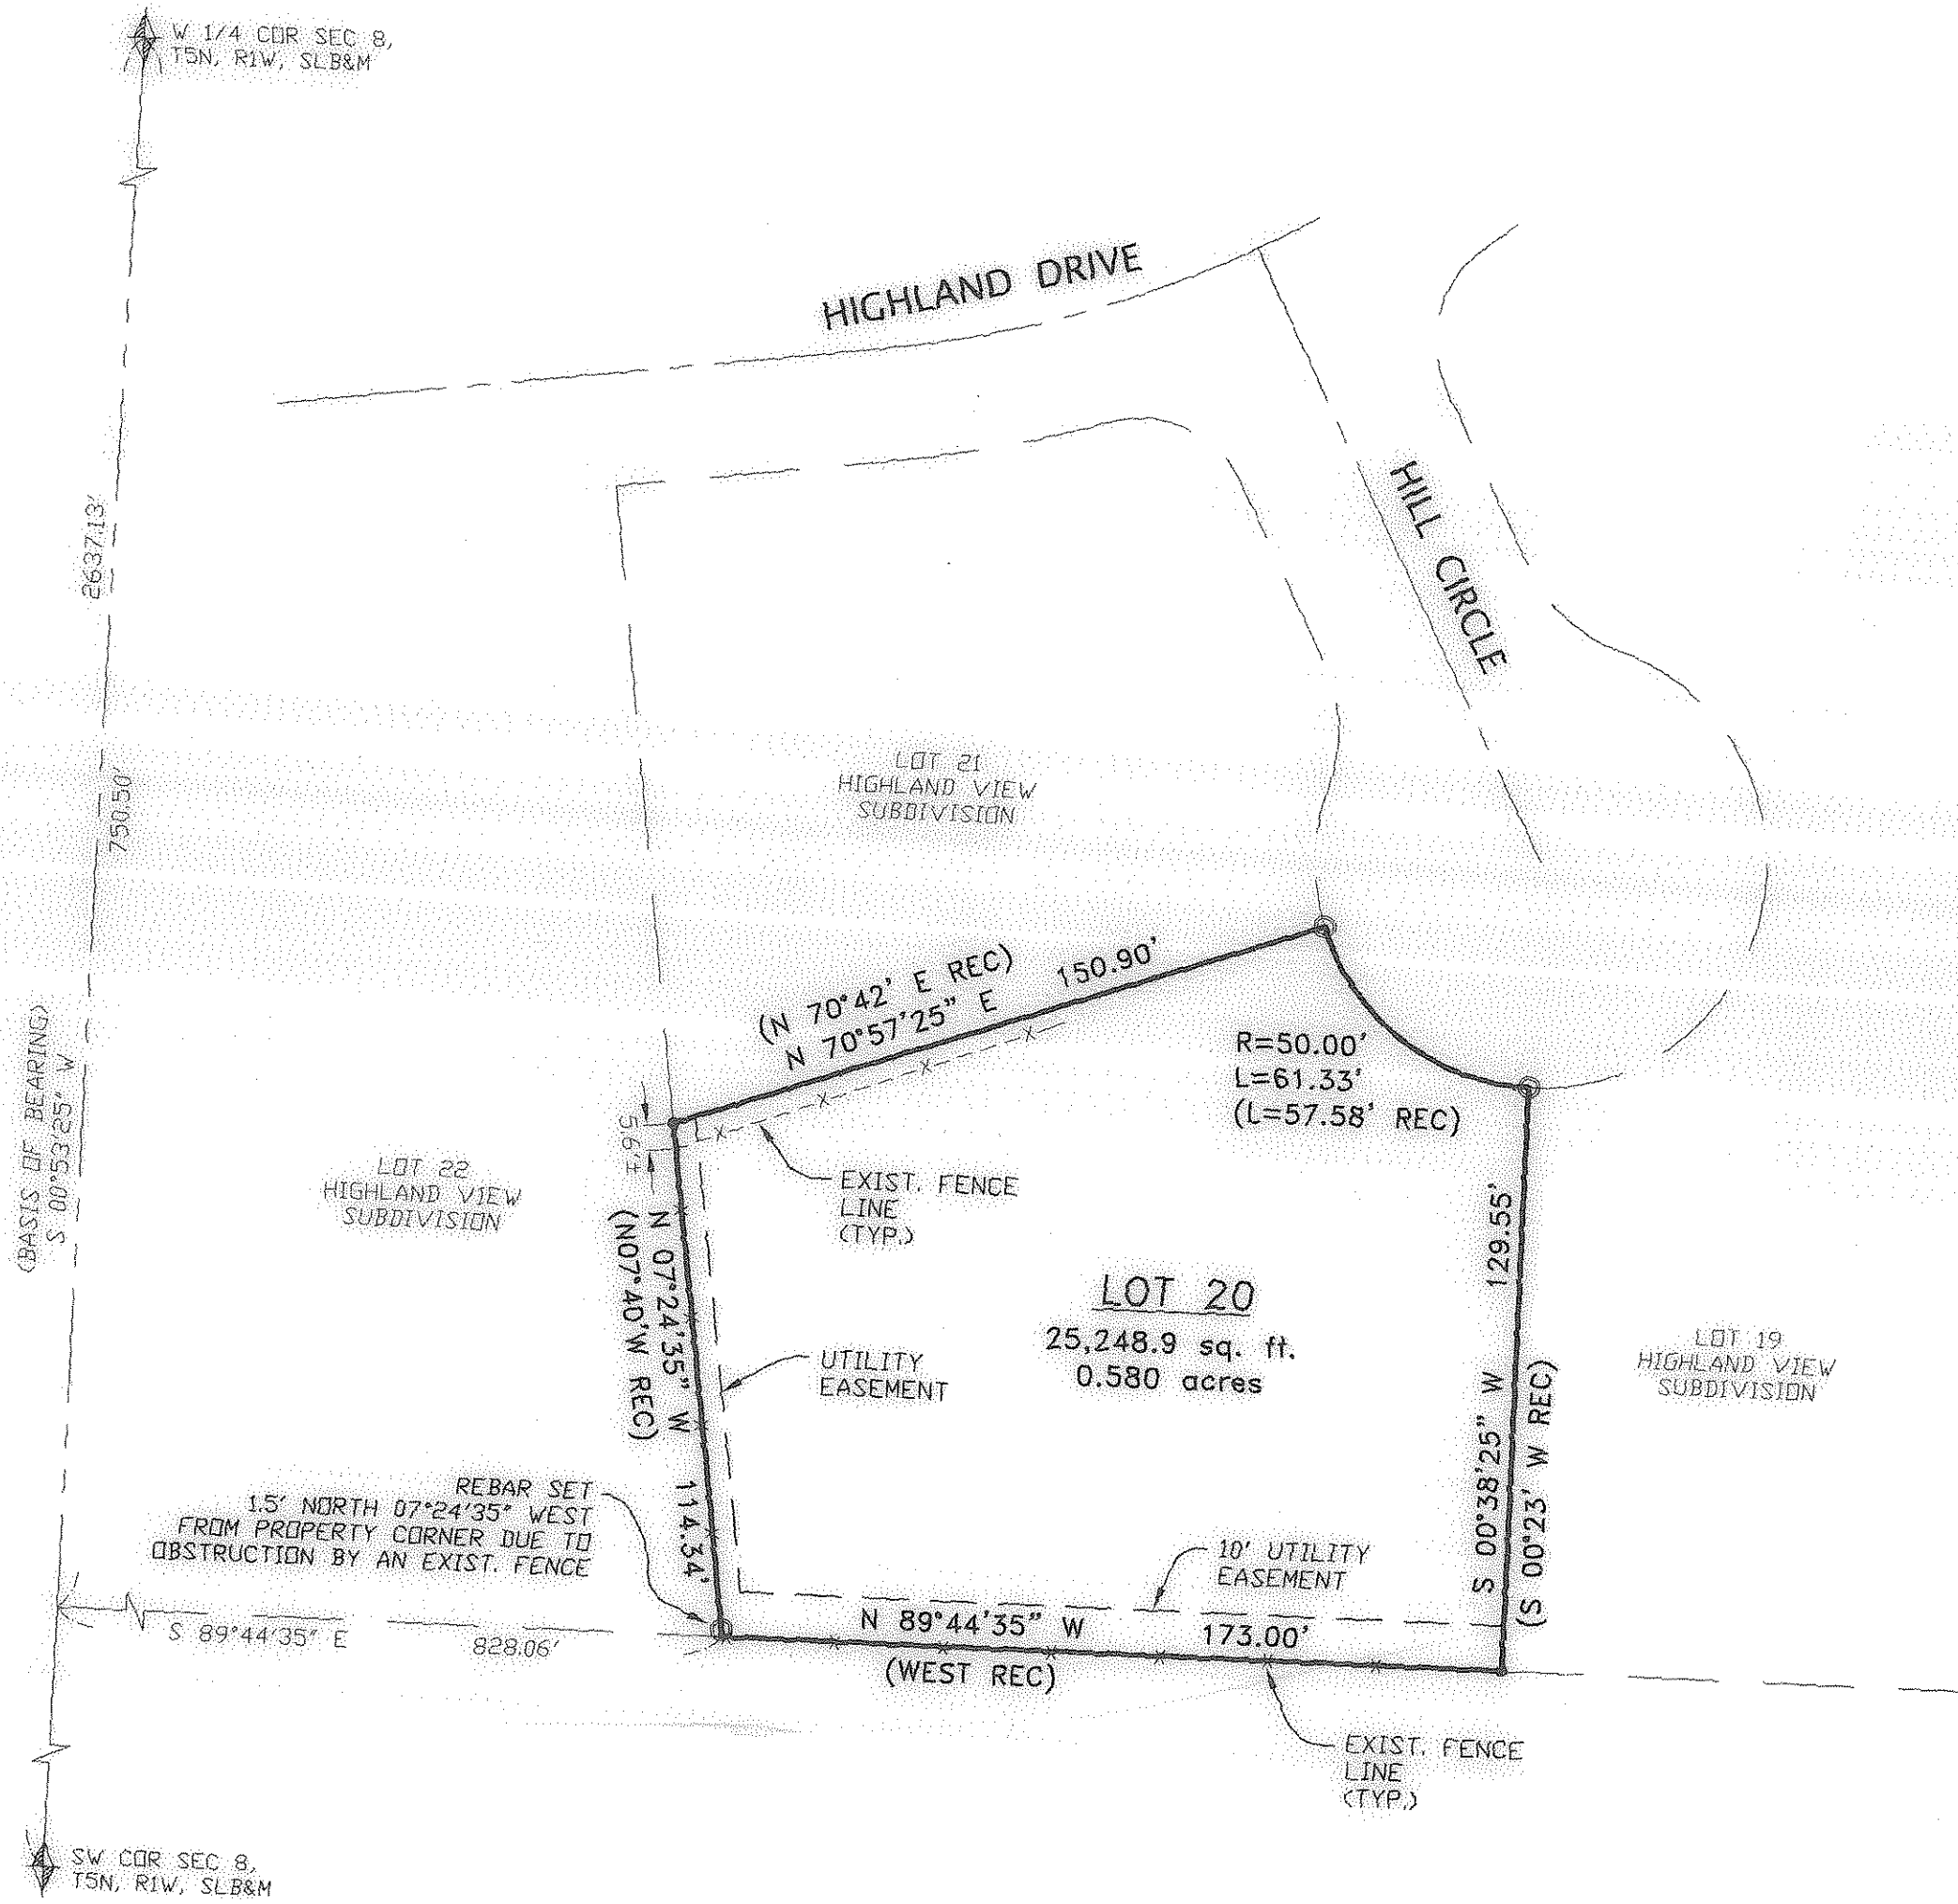 W 1/4 COR SEC 8,
T5N, R1W, SLB&M
HIGHLAND DRIVE
HILL CIRCLE
2637.13'
750.50'
(BASIS OF BEARING)
S 00°53'25" W
LOT 21
HIGHLAND VIEW
SUBDIVISION
(N 70°42' E REC)
N 70°57'25" E 150.90'
R=50.00'
L=61.33'
(L=57.58' REC)
5.6'±
LOT 22
HIGHLAND VIEW
SUBDIVISION
EXIST. FENCE
LINE
(TYP.)
N 07°24'35" W 114.34'
(N07°40'W REC)
LOT 20
25,248.9 sq. ft.
0.580 acres
129.55'
S 00°38'25" W
(S 00°23' W REC)
LOT 19
HIGHLAND VIEW
SUBDIVISION
UTILITY
EASEMENT
REBAR SET
1.5' NORTH 07°24'35" WEST
FROM PROPERTY CORNER DUE TO
OBSTRUCTION BY AN EXIST. FENCE
10' UTILITY
EASEMENT
S 89°44'35" E 828.06'
N 89°44'35" W 173.00'
(WEST REC)
EXIST. FENCE
LINE
(TYP.)
SW COR SEC 8,
T5N, R1W, SLB&M